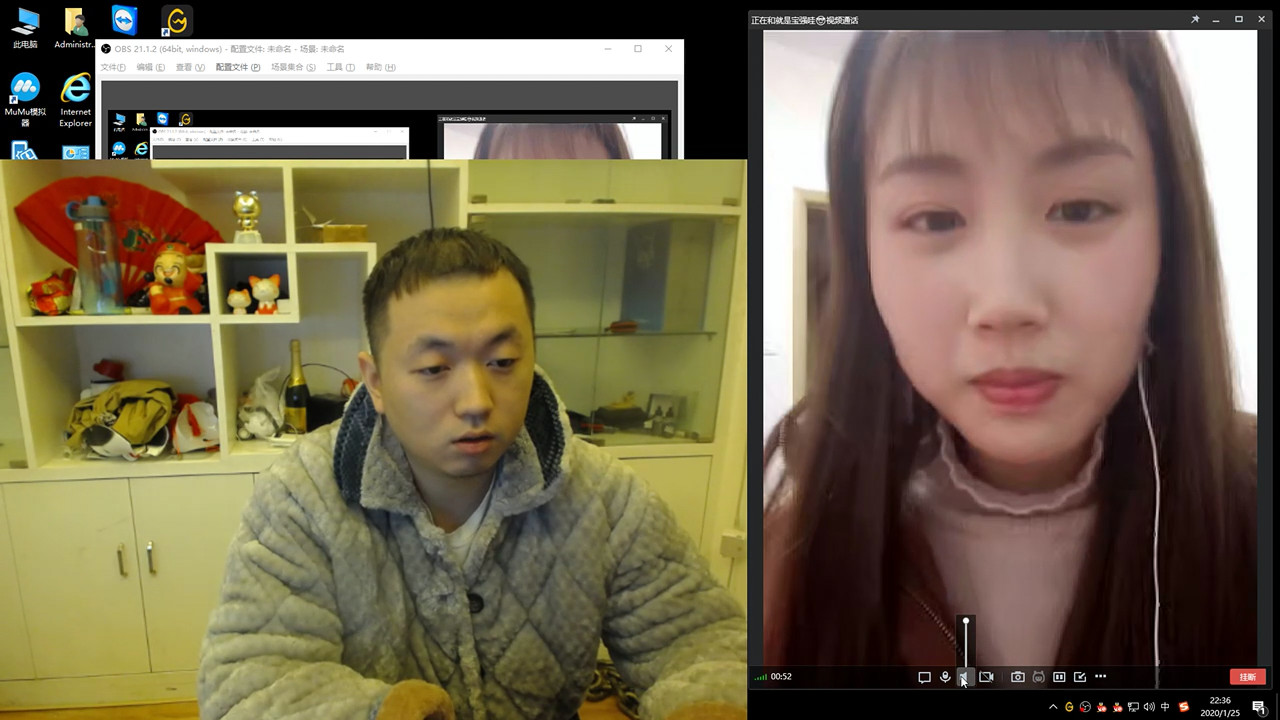 正在和就是宝强哇😎视频通话
OBS 21.1.2 (64bit, windows) - 配置文件: 未命名 - 场景: 未命名
文件(F) 编辑 (E) 查看 (V) 配置文件 (P) 场景集合 (S) 工具 (T) 帮助 (H)
此电脑
Administr...
MuMu模拟器
Internet Explorer
00:52
挂断
中
22:36
2020/1/25